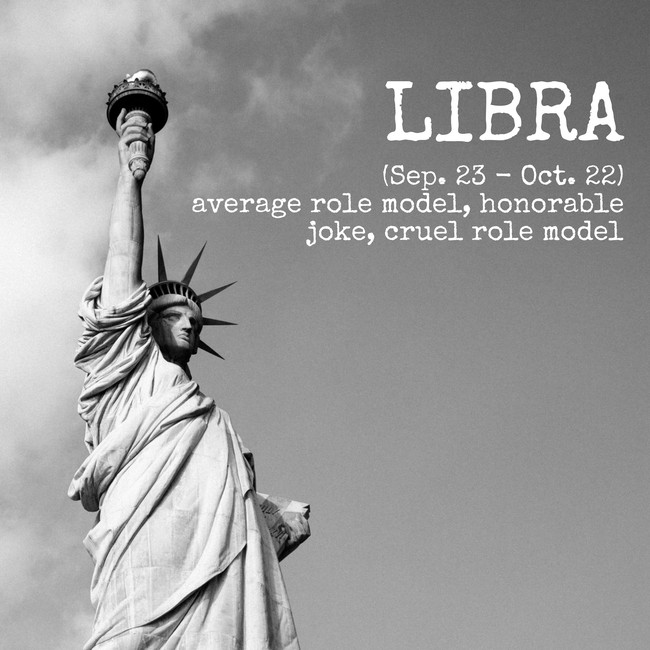 LIBRA
(Sep. 23 - Oct. 22)
average role model, honorable
joke, cruel role model